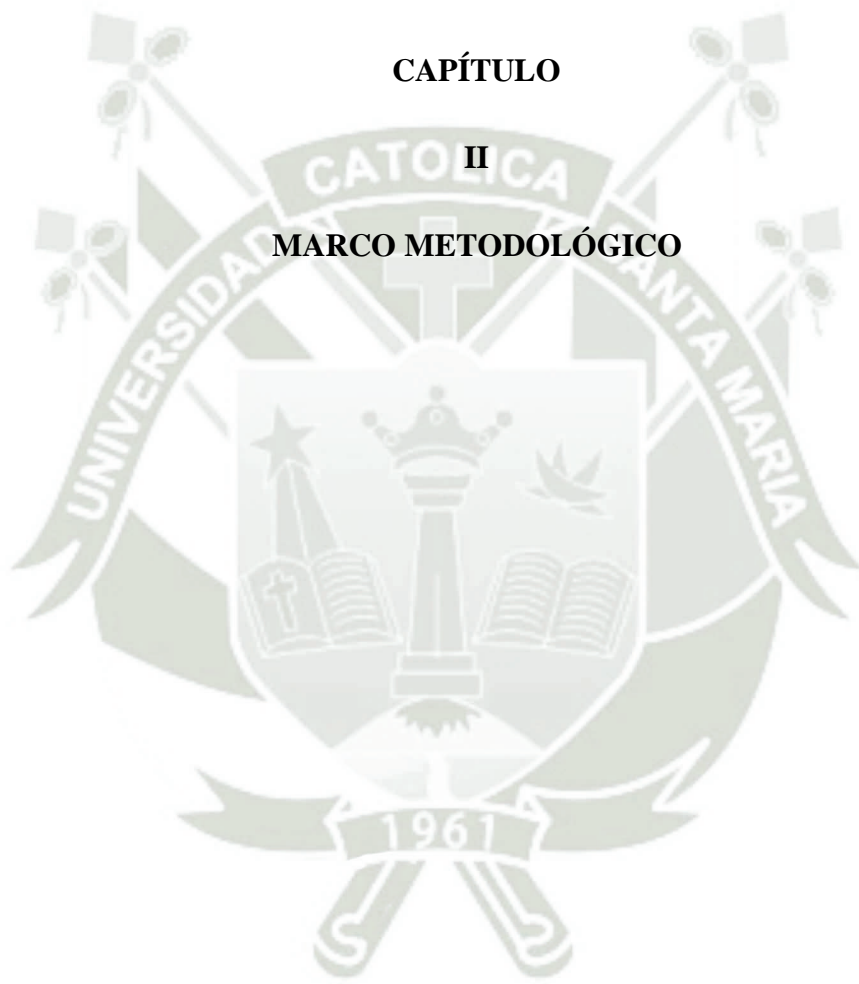 CAPÍTULO
II
MARCO METODOLÓGICO
UNIVERSIDAD CATOLICA SANTA MARIA
1961